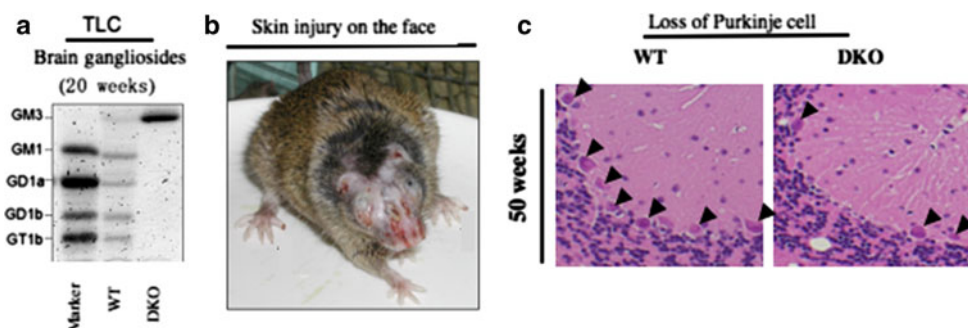 a
TLC
Brain gangliosides
(20 weeks)
GM3
GM1
GD1a
GD1b
GT1b
Marker
WT
DKO
b
Skin injury on the face
c
Loss of Purkinje cell
WT
DKO
50 weeks